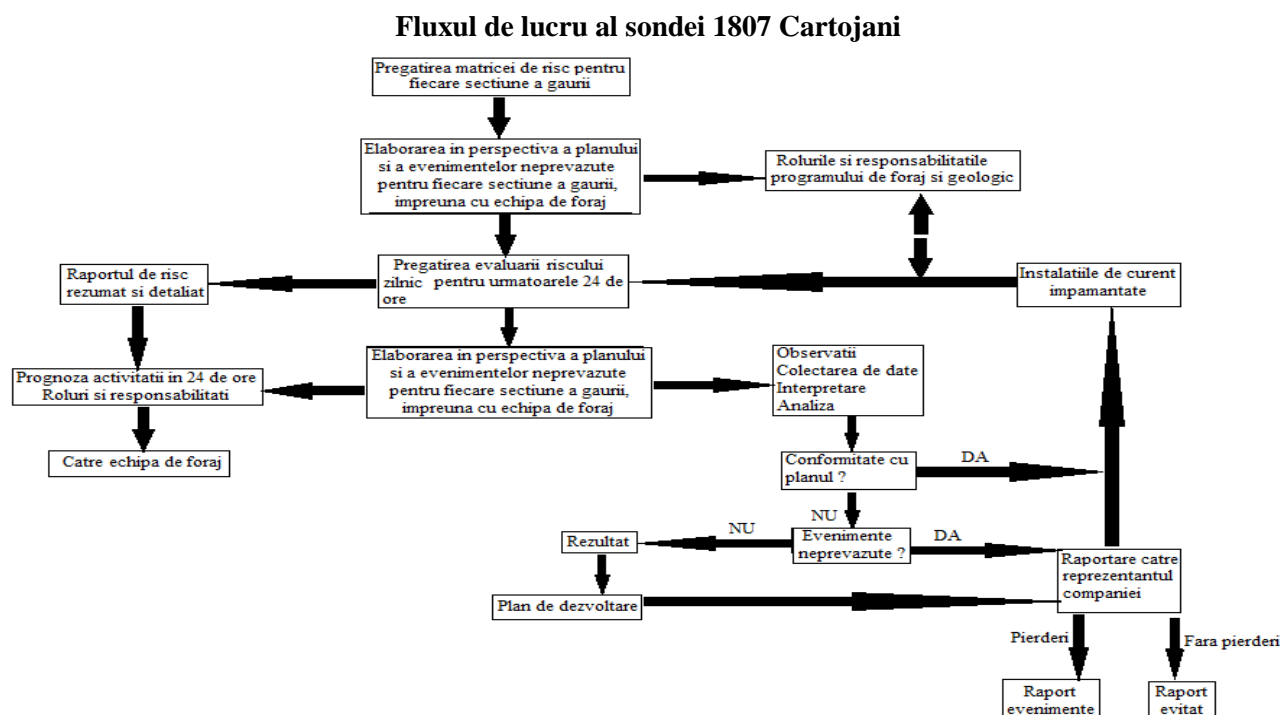 Fluxul de lucru al sondei 1807 Cartojani
Pregatirea matricei de risc pentru
fiecare sectiune a gaurii
Elaborarea in perspectiva a planului
si a evenimentelor neprevazute
pentru fiecare sectiune a gaurii,
impreuna cu echipa de foraj
Rolurile si responsabilitatile
programului de foraj si geologic
Raportul de risc
rezumat si detaliat
Pregatirea evaluarii riscului
zilnic pentru urmatoarele 24 de
ore
Instalatiile de curent
impamantate
Prognoza activitatii in 24 de ore
Roluri si responsabilitati
Elaborarea in perspectiva a planului
si a evenimentelor neprevazute
pentru fiecare sectiune a gaurii,
impreuna cu echipa de foraj
Observatii
Colectarea de date
Interpretare
Analiza
Catre echipa de foraj
Conformitate cu
planul ?
DA
NU
Rezultat
NU
Evenimente
neprevazute ?
DA
Raportare catre
reprezentantul
companiei
Plan de dezvoltare
Pierderi
Fara pierderi
Raport
evenimente
Raport
evitat